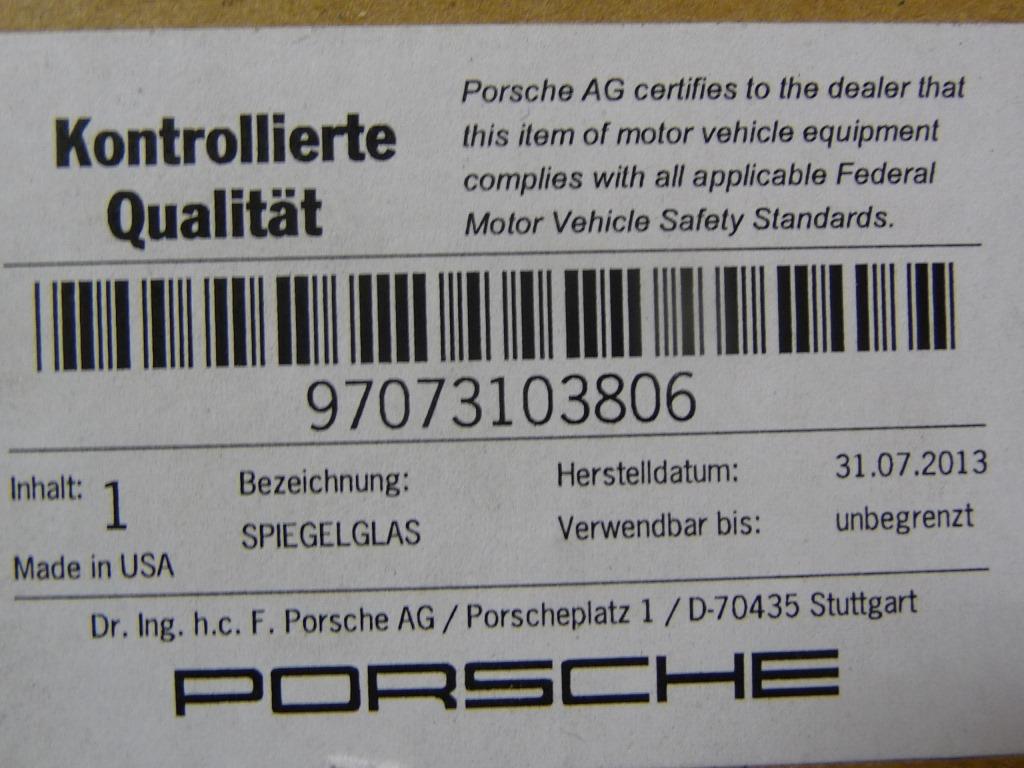 Kontrollierte
Qualität
Porsche AG certifies to the dealer that
this item of motor vehicle equipment
complies with all applicable Federal
Motor Vehicle Safety Standards.
97073103806
Inhalt: 1
Made in USA
Bezeichnung:
SPIEGELGLAS
Herstelldatum: 31.07.2013
Verwendbar bis: unbegrenzt
Dr. Ing. h.c. F. Porsche AG / Porscheplatz 1 / D-70435 Stuttgart
PORSCHE